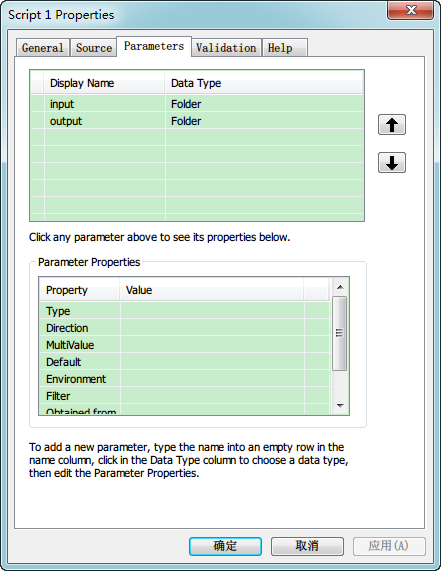 Script 1 Properties
General Source Parameters Validation Help
Display Name Data Type
input Folder
output Folder
Click any parameter above to see its properties below.
Parameter Properties
Property Value
Type
Direction
MultiValue
Default
Environment
Filter
Obtained from
To add a new parameter, type the name into an empty row in the
name column, click in the Data Type column to choose a data type,
then edit the Parameter Properties.
确定 取消 应用(A)